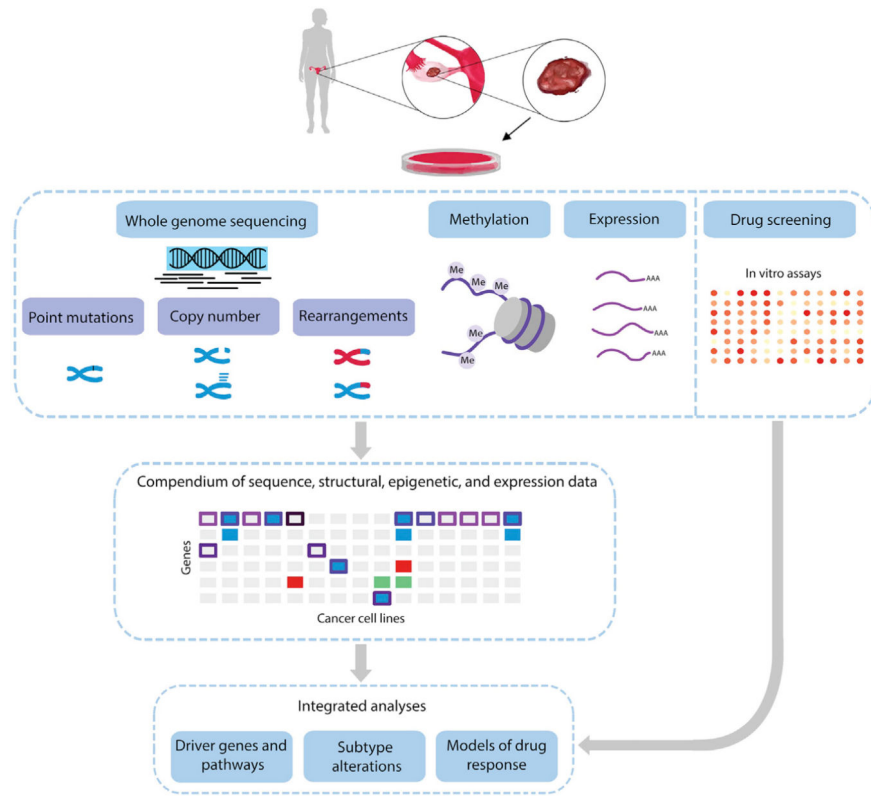 Whole genome sequencing
Methylation
Expression
Drug screening
Point mutations
Copy number
Rearrangements
Me
Me
Me
Me
Me
AAA
AAA
AAA
AAA
In vitro assays
Compendium of sequence, structural, epigenetic, and expression data
Genes
Cancer cell lines
Integrated analyses
Driver genes and
pathways
Subtype
alterations
Models of drug
response